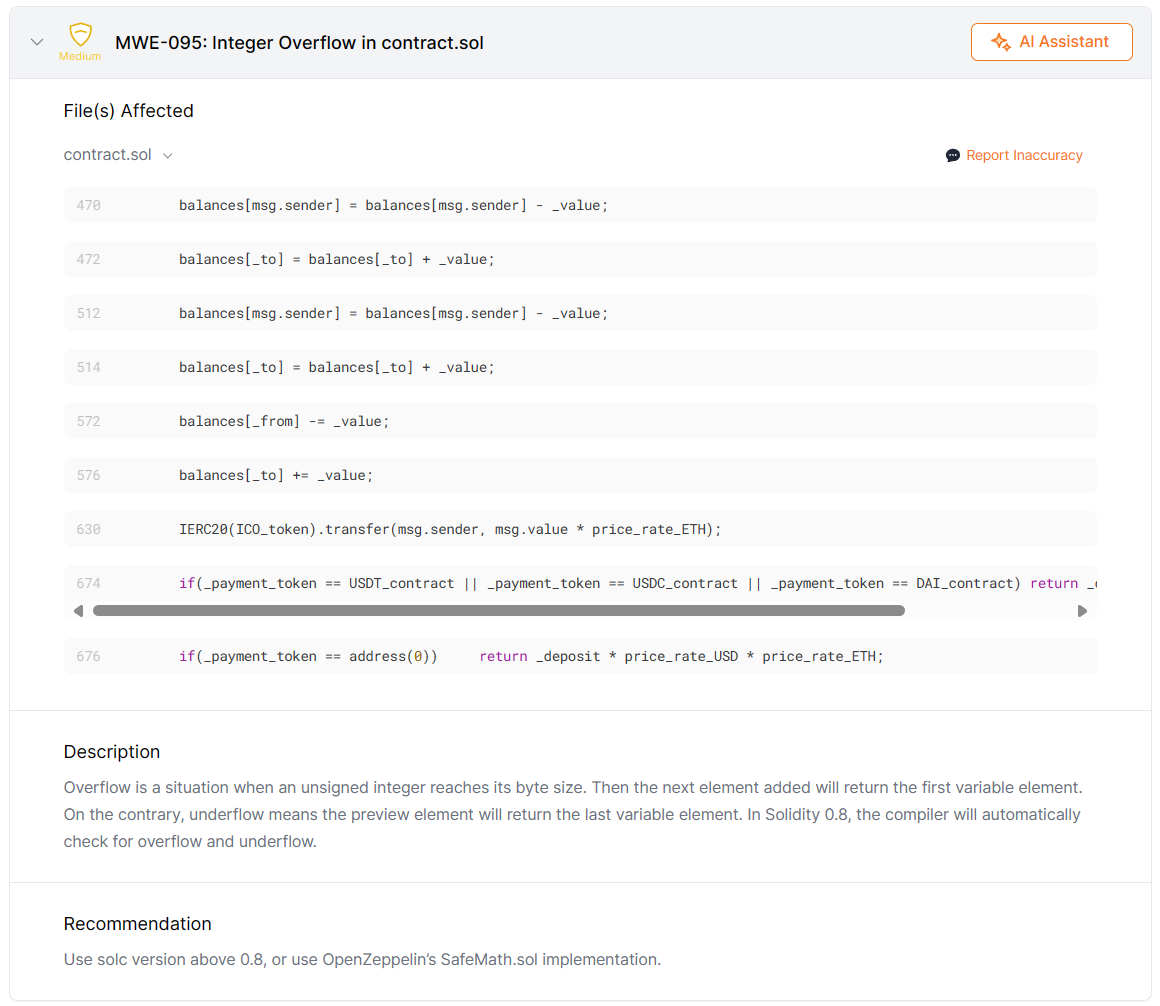 Medium
MWE-095: Integer Overflow in contract.sol
AI Assistant
File(s) Affected
contract.sol
Report Inaccuracy
470 balances[msg.sender] = balances[msg.sender] - _value;
472 balances[_to] = balances[_to] + _value;
512 balances[msg.sender] = balances[msg.sender] - _value;
514 balances[_to] = balances[_to] + _value;
572 balances[_from] -= _value;
576 balances[_to] += _value;
630 IERC20(ICO_token).transfer(msg.sender, msg.value * price_rate_ETH);
674 if(_payment_token == USDT_contract || _payment_token == USDC_contract || _payment_token == DAI_contract) return
676 if(_payment_token == address(0)) return _deposit * price_rate_USD * price_rate_ETH;
Description
Overflow is a situation when an unsigned integer reaches its byte size. Then the next element added will return the first variable element.
On the contrary, underflow means the preview element will return the last variable element. In Solidity 0.8, the compiler will automatically
check for overflow and underflow.
Recommendation
Use solc version above 0.8, or use OpenZeppelin’s SafeMath.sol implementation.